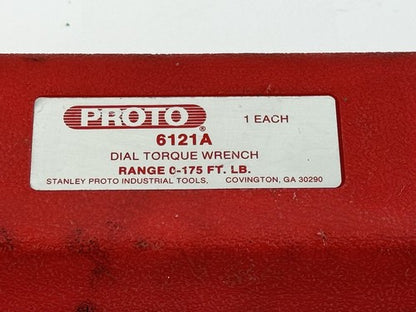 PROTO ®
6121A
1 EACH
DIAL TORQUE WRENCH
RANGE 0-175 FT. LB.
STANLEY PROTO INDUSTRIAL TOOLS, COVINGTON, GA 30290